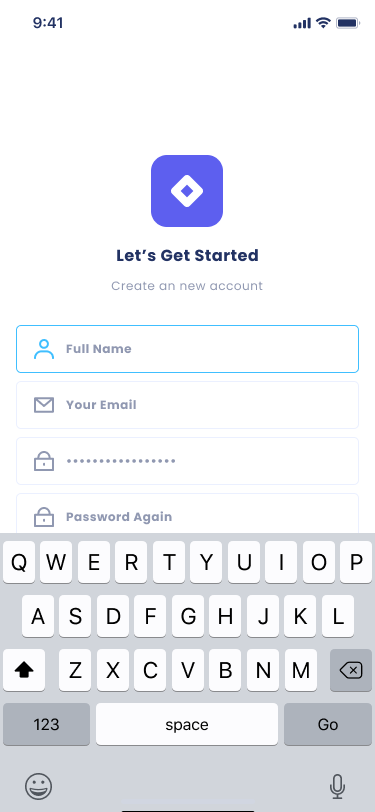 9:41
Let's Get Started
Create an new account
Full Name
Your Email
•••••••••••••••••
Password Again
Q W E R T Y U I O P
A S D F G H J K L
Z X C V B N M
123 space Go